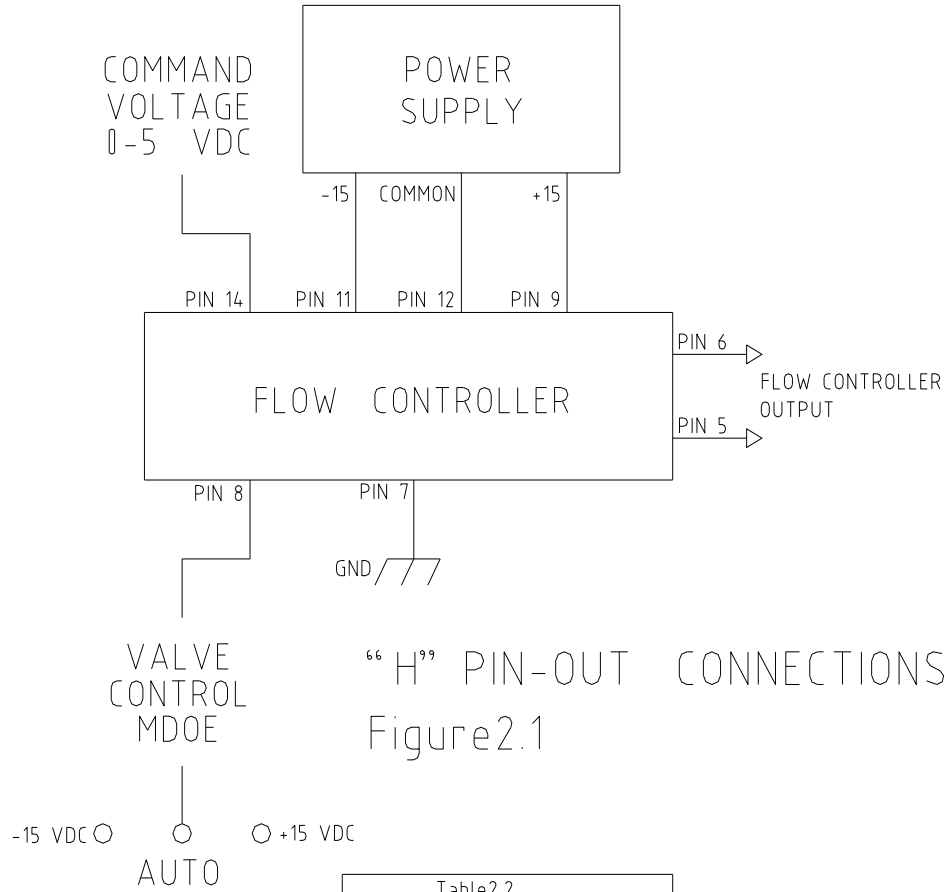 COMMAND
VOLTAGE
0-5 VDC
POWER
SUPPLY
-15
COMMON
+15
PIN 14
PIN 11
PIN 12
PIN 9
FLOW CONTROLLER
PIN 6
PIN 5
FLOW CONTROLLER
OUTPUT
PIN 8
PIN 7
GND
VALVE
CONTROL
MDOE
“H” PIN-OUT CONNECTIONS
Figure2.1
-15 VDC
+15 VDC
AUTO
Table2.2